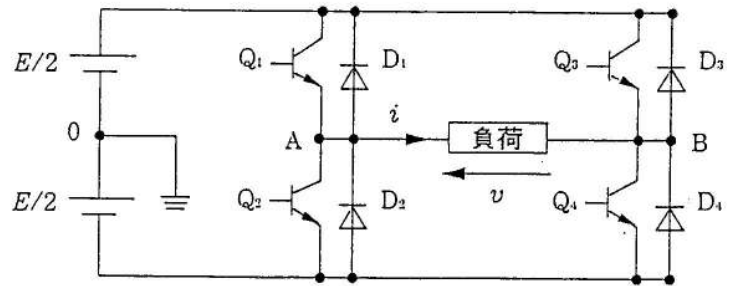 E/2
0
E/2
Q₁
D₁
Q₂
D₂
A
i
負荷
v
Q₃
D₃
B
Q₄
D₄